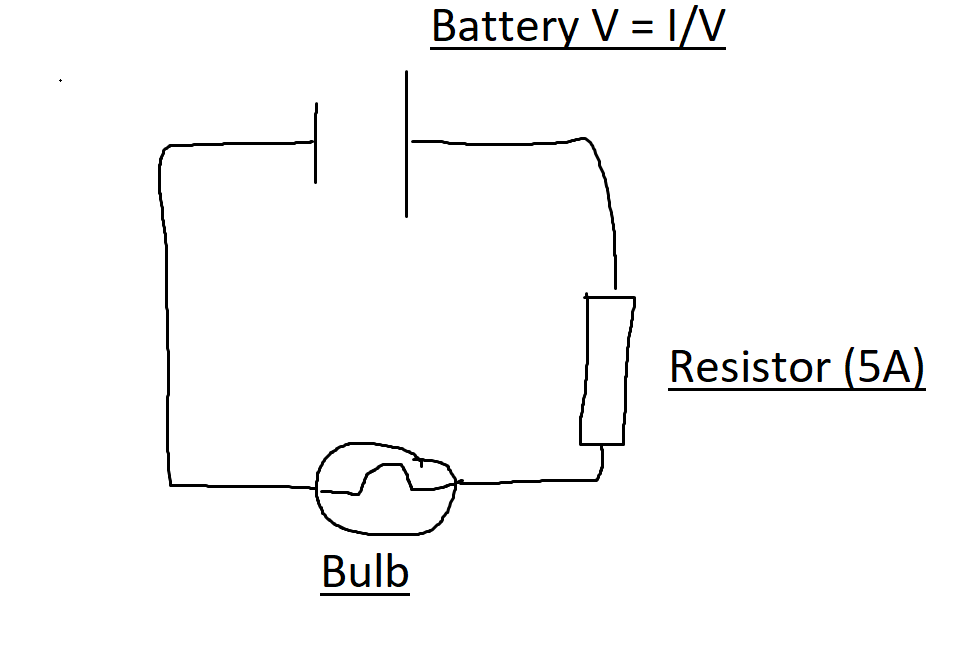 Battery V = I/V
Resistor (5A)
Bulb